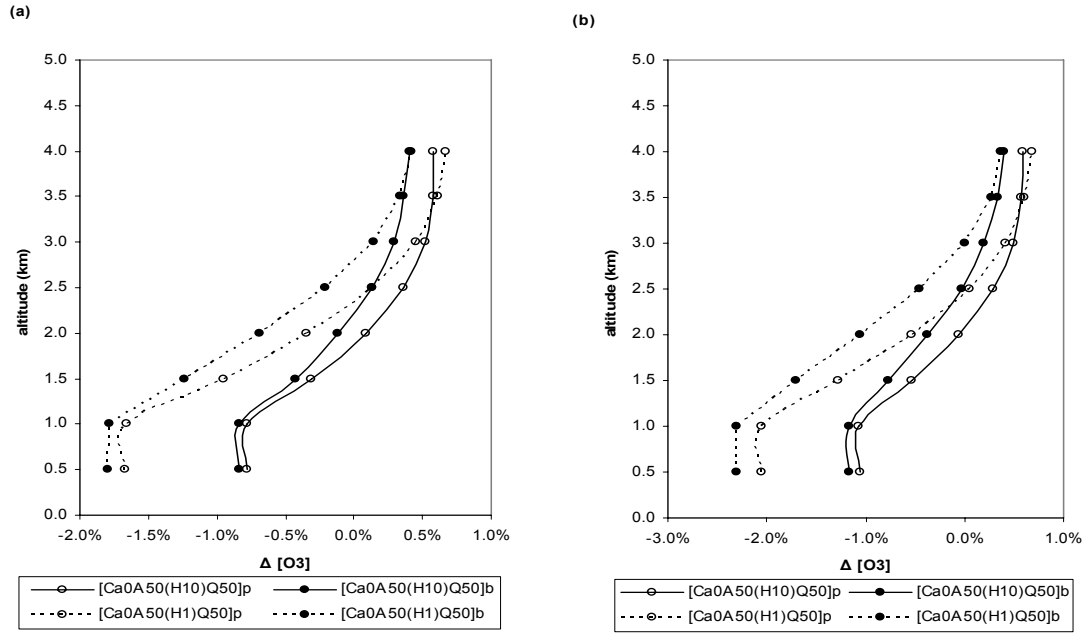 (a)
(b)
5.0
4.5
4.0
3.5
3.0
2.5
2.0
1.5
1.0
0.5
0.0
altitude (km)
-2.0% -1.5% -1.0% -0.5% 0.0% 0.5% 1.0%
Δ [O3]
[Ca0A50(H10)Q50]p [Ca0A50(H10)Q50]b
[Ca0A50(H1)Q50]p [Ca0A50(H1)Q50]b
5.0
4.5
4.0
3.5
3.0
2.5
2.0
1.5
1.0
0.5
0.0
altitude (km)
-3.0% -2.0% -1.0% 0.0% 1.0%
Δ [O3]
[Ca0A50(H10)Q50]p [Ca0A50(H10)Q50]b
[Ca0A50(H1)Q50]p [Ca0A50(H1)Q50]b